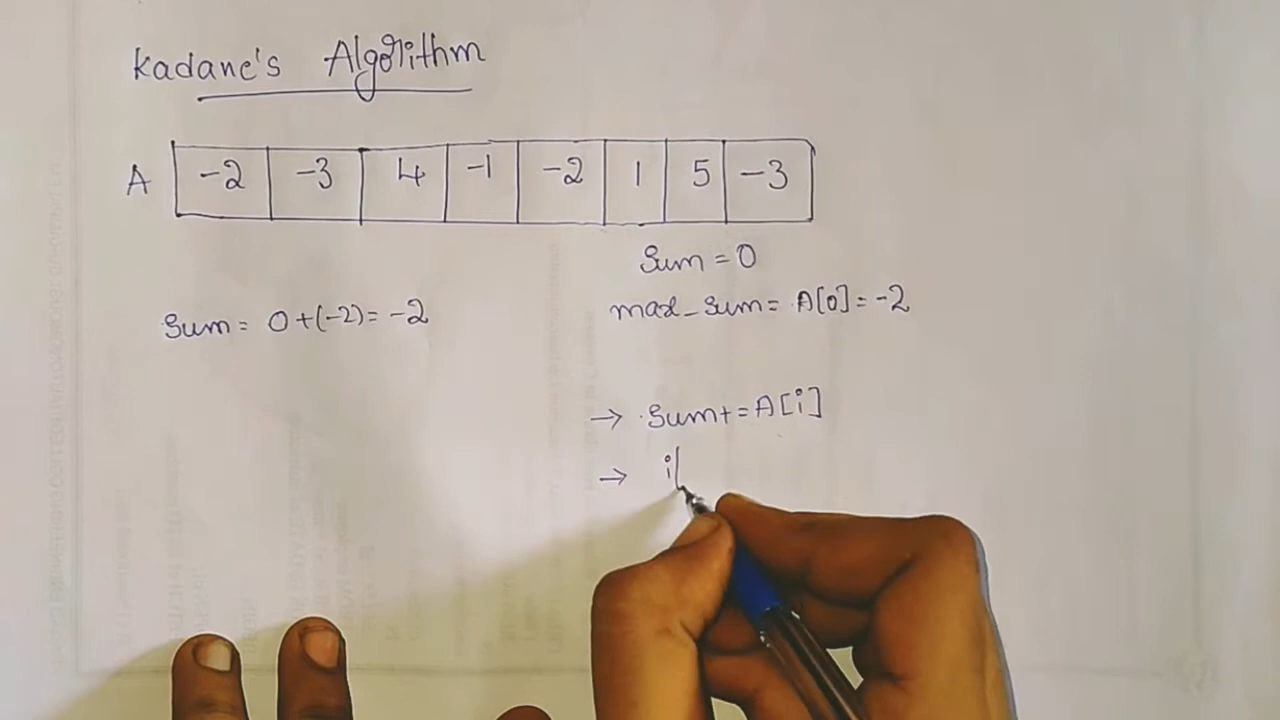 Kadane's Algorithm
A -2 -3 4 -1 -2 1 5 -3
Sum = 0
Sum = 0+(-2)= -2
max_Sum = A[0] = -2
→ Sum+=A[i]
→ if